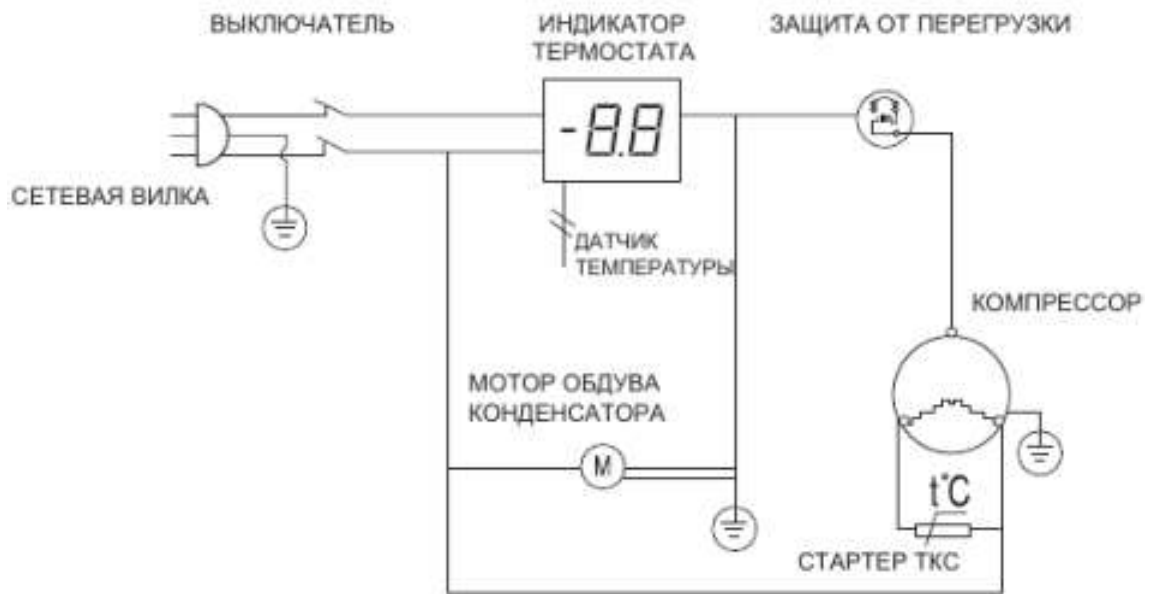 ВЫКЛЮЧАТЕЛЬ
ИНДИКАТОР
ТЕРМОСТАТА
ЗАЩИТА ОТ ПЕРЕГРУЗКИ
-8.8
СЕТЕВАЯ ВИЛКА
ДАТЧИК
ТЕМПЕРАТУРЫ
КОМПРЕССОР
МОТОР ОБДУВА
КОНДЕНСАТОРА
M
t°C
СТАРТЕР ТКС